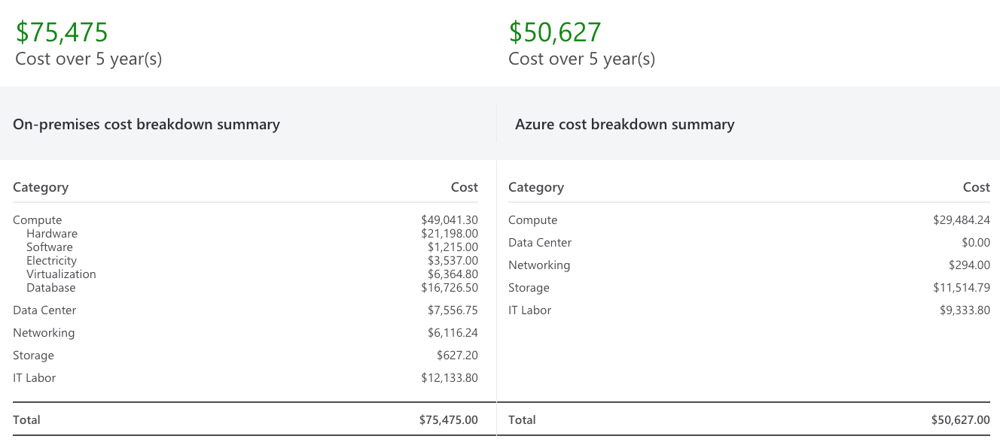 $75,475
Cost over 5 year(s)
$50,627
Cost over 5 year(s)
On-premises cost breakdown summary
Azure cost breakdown summary
Category Cost
Compute $49,041.30
Hardware $21,198.00
Software $1,215.00
Electricity $3,537.00
Virtualization $6,364.80
Database $16,726.50
Data Center $7,556.75
Networking $6,116.24
Storage $627.20
IT Labor $12,133.80
Total $75,475.00
Category Cost
Compute $29,484.24
Data Center $0.00
Networking $294.00
Storage $11,514.79
IT Labor $9,333.80
Total $50,627.00